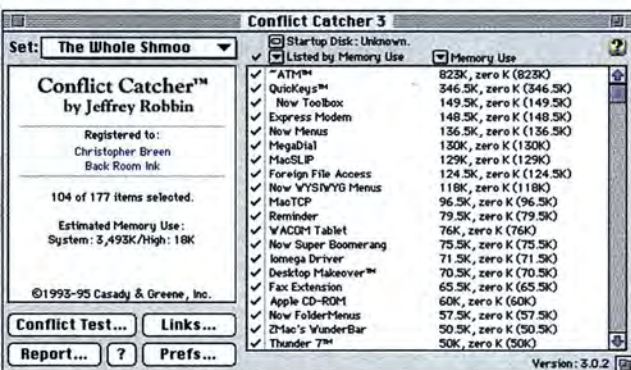 Conflict Catcher 3
Set: The Whole Shmoo
Conflict Catcher™
by Jeffrey Robbin
Registered to:
Christopher Breen
Back Room Ink
104 of 177 items selected.
Estimated Memory Use:
System: 3,493K/High: 18K
©1993-95 Casady & Greene, Inc.
Conflict Test... Links...
Report... ? Prefs...
Startup Disk: Unknown.
✓ Listed by Memory Use Memory Use
?
✓ ~ATM™ 823K, zero K (823K)
✓ QuicKeys™ 346.5K, zero K (346.5K)
✓ Now Toolbox 149.5K, zero K (149.5K)
✓ Express Modem 148.5K, zero K (148.5K)
✓ Now Menus 136.5K, zero K (136.5K)
✓ MegaDial 130K, zero K (130K)
✓ MacSLIP 129K, zero K (129K)
✓ Foreign File Access 124.5K, zero K (124.5K)
✓ Now WYSIWYG Menus 118K, zero K (118K)
✓ MacTCP 96.5K, zero K (96.5K)
✓ Reminder 79.5K, zero K (79.5K)
✓ WACOM Tablet 76K, zero K (76K)
✓ Now Super Boomerang 75.5K, zero K (75.5K)
✓ Iomega Driver 71.5K, zero K (71.5K)
✓ Desktop Makeover™ 70.5K, zero K (70.5K)
✓ Fax Extension 65.5K, zero K (65.5K)
✓ Apple CD-ROM 60K, zero K (60K)
✓ Now FolderMenus 57.5K, zero K (57.5K)
✓ ZMac's WunderBar 50.5K, zero K (50.5K)
✓ Thunder 7™ 50K, zero K (50K)
Version: 3.0.2